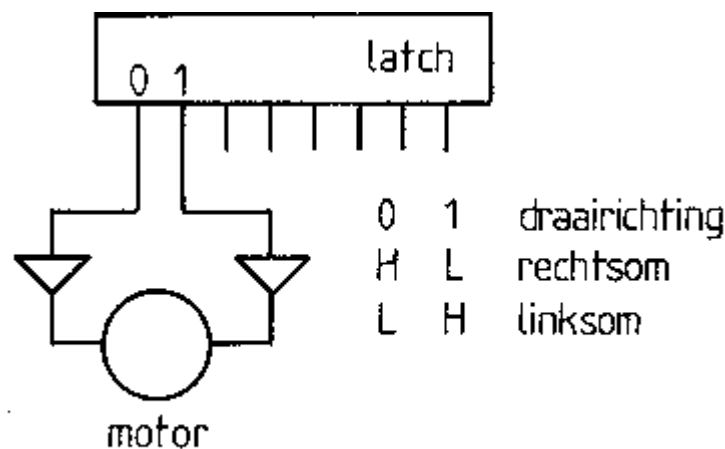 latch
0 1
0 1 draairichting
H L rechtsom
L H linksom
motor